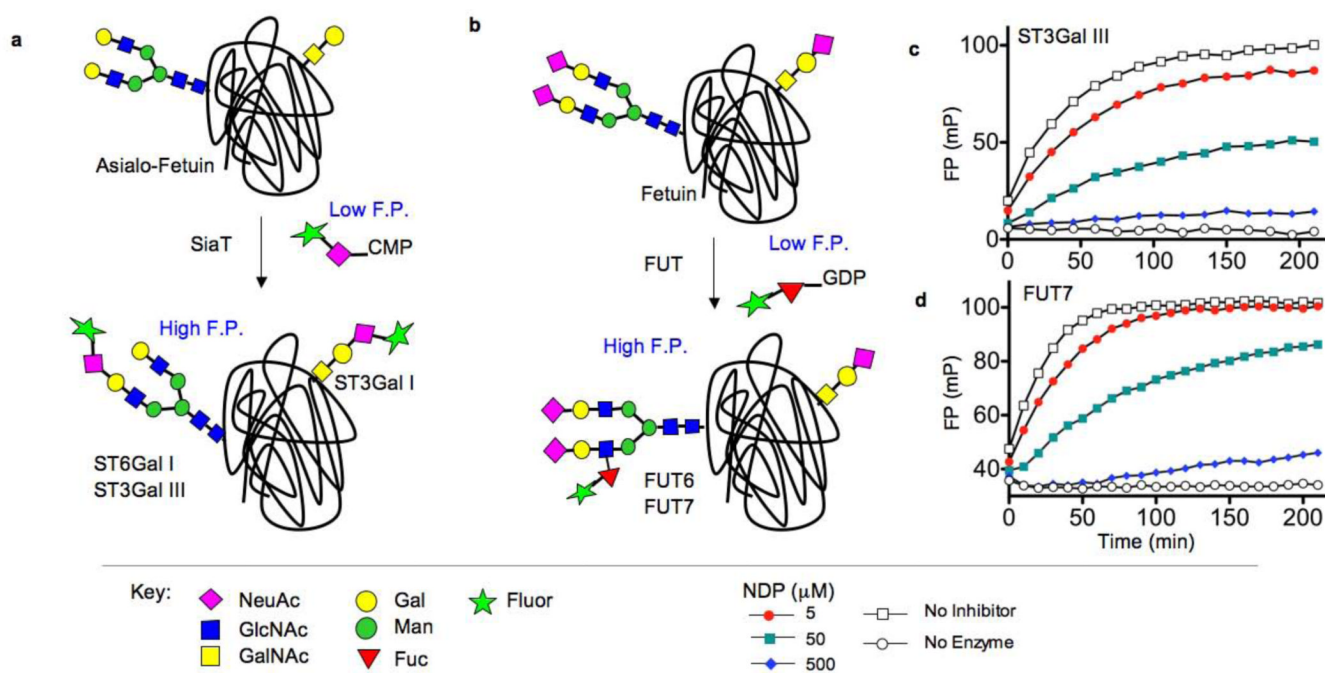 a
Asialo-Fetuin
Low F.P.
SiaT
CMP
High F.P.
ST3Gal I
ST6Gal I
ST3Gal III
b
Fetuin
Low F.P.
FUT
GDP
High F.P.
FUT6
FUT7
c
ST3Gal III
100
50
0
FP (mP)
0 50 100 150 200
d
FUT7
100
80
60
40
FP (mP)
0 50 100 150 200
Time (min)
Key:
NeuAc
GlcNAc
GalNAc
Gal
Man
Fuc
Fluor
NDP (μM)
5
50
500
No Inhibitor
No Enzyme